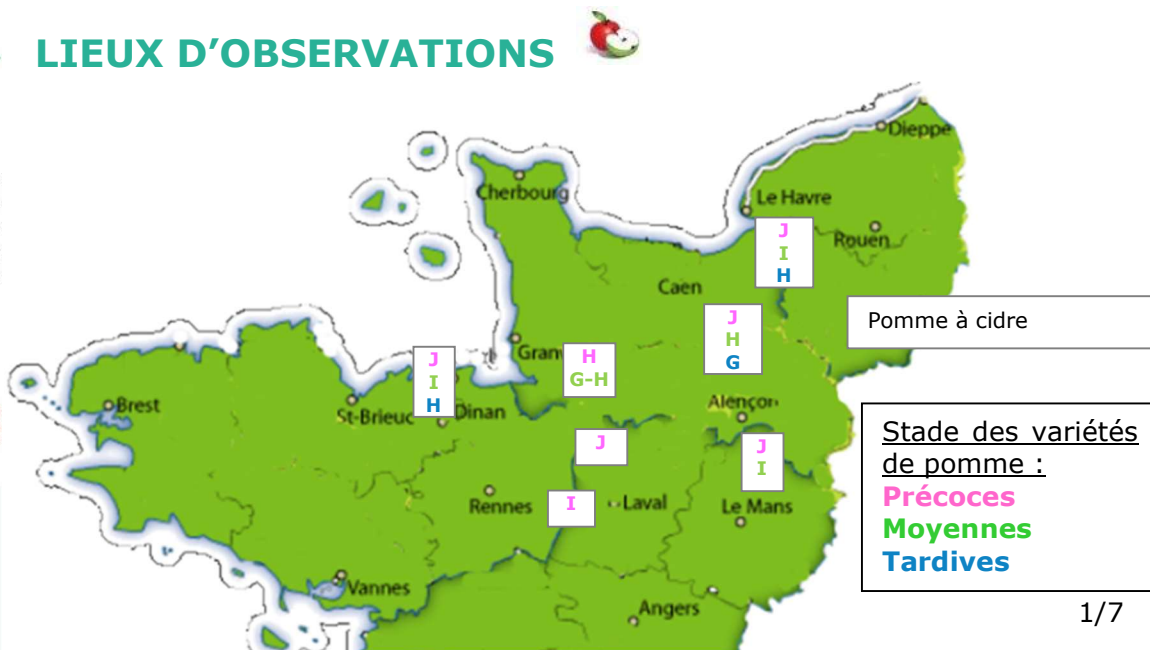 LIEUX D’OBSERVATIONS
Dieppe
Cherbourg
Le Havre
J
I
H
Rouen
Caen
Pomme à cidre
J
H
G
Gran
H
G-H
J
I
H
Brest
St-Brieuc
Dinan
Alençon
J
J
I
Rennes
I
Laval
Le Mans
Stade des variétés
de pomme :
Précoces
Moyennes
Tardives
Vannes
Angers
1/7